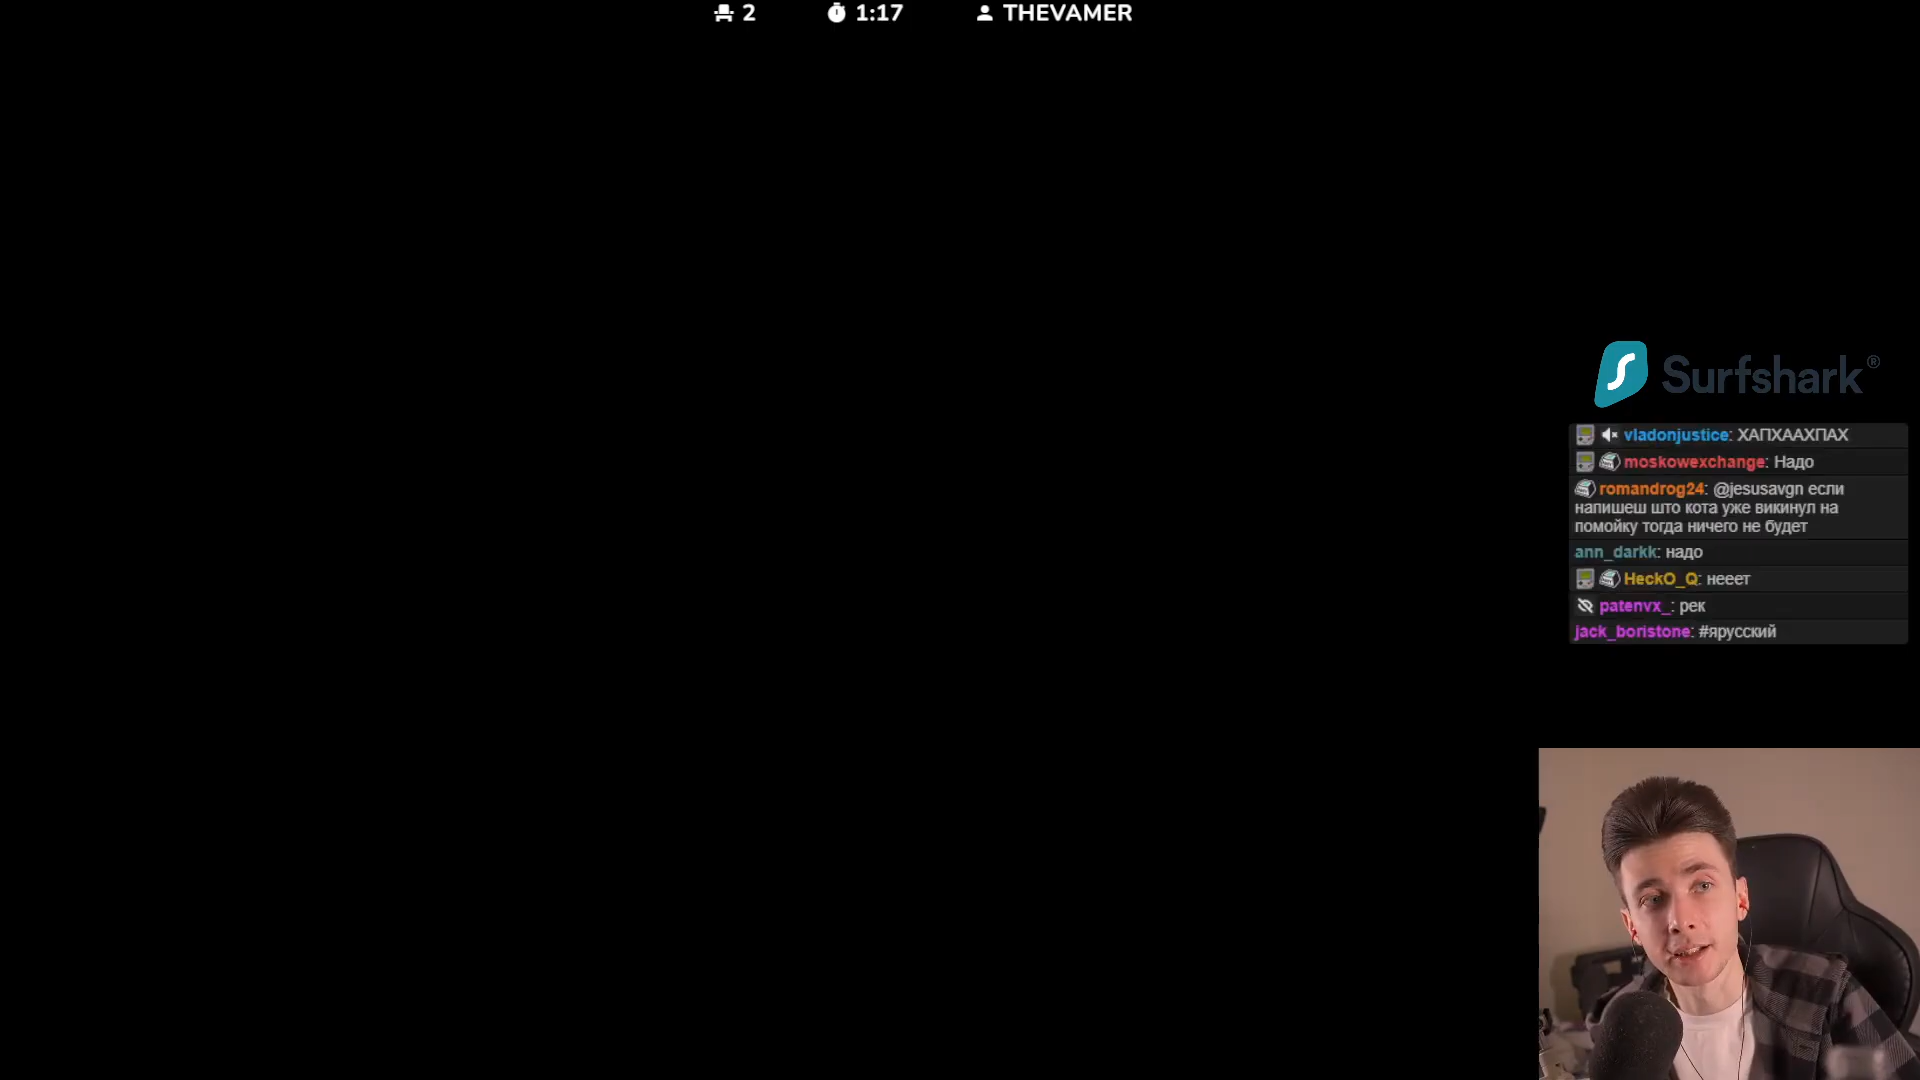 2
1:17
THEVAMER
Surfshark®
vladonjustice: ХАПХААХПАХ
moskowexchange: Надо
romandrog24: @jesusavgn если
напишеш што кота уже викинул на
помойку тогда ничего не будет
ann_darkk: надо
HeckO_Q: нееет
patenvx_: рек
jack_boristone: #ярусский